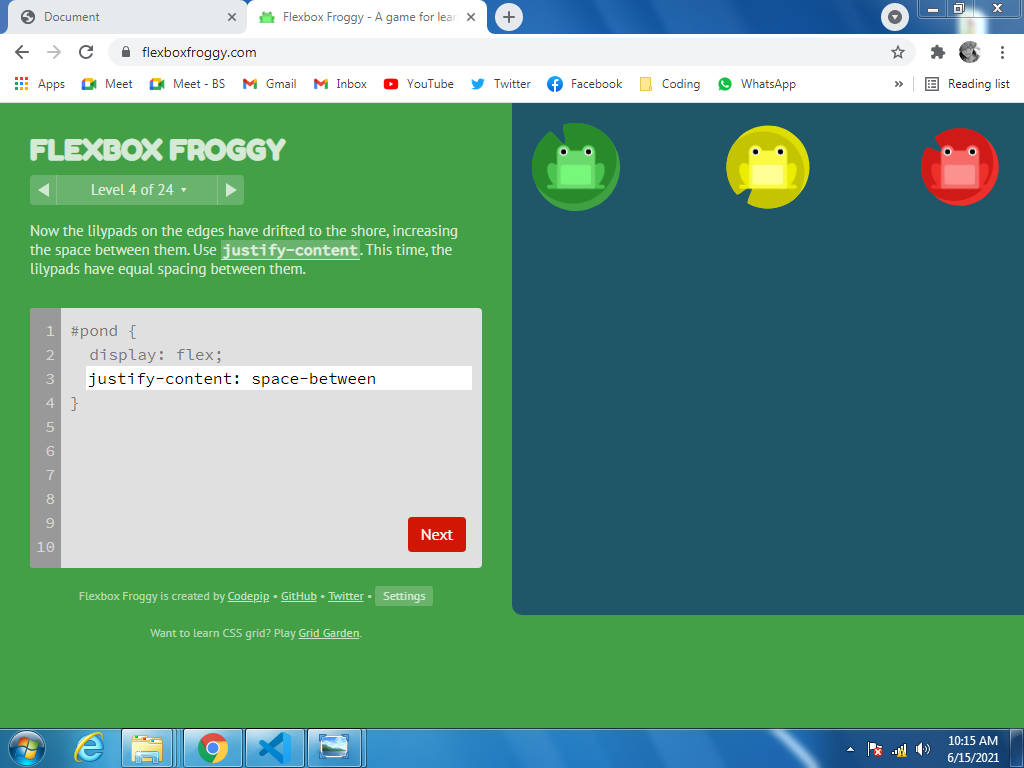 Document
Flexbox Froggy - A game for lear
flexboxfroggy.com
Apps Meet Meet - BS Gmail Inbox YouTube Twitter Facebook Coding WhatsApp » Reading list
FLEXBOX FROGGY
Level 4 of 24
Now the lilypads on the edges have drifted to the shore, increasing
the space between them. Use justify-content. This time, the
lilypads have equal spacing between them.
1 #pond {
2 display: flex;
3 justify-content: space-between
4 }
5
6
7
8
9
10
Next
Flexbox Froggy is created by Codepip • GitHub • Twitter • Settings
Want to learn CSS grid? Play Grid Garden.
10:15 AM
6/15/2021